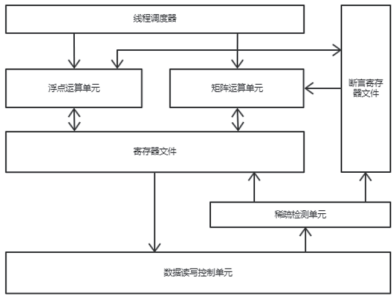 线程调度器
浮点运算单元
矩阵运算单元
断言寄存
器文件
寄存器文件
稀疏检测单元
数据读写控制单元